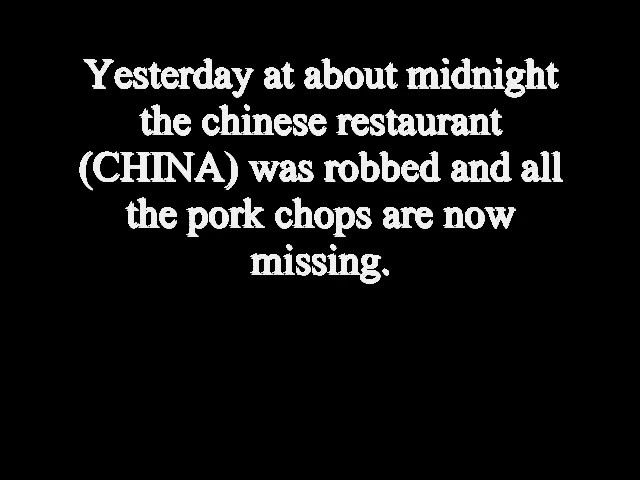 Yesterday at about midnight
the chinese restaurant
(CHINA) was robbed and all
the pork chops are now
missing.